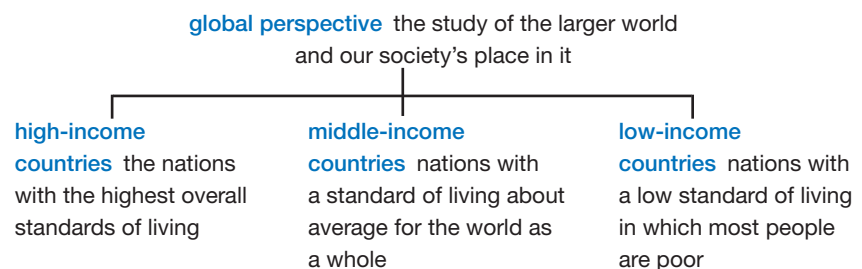 global perspective the study of the larger world
and our society’s place in it
high-income
countries the nations
with the highest overall
standards of living
middle-income
countries nations with
a standard of living about
average for the world as
a whole
low-income
countries nations with
a low standard of living
in which most people
are poor